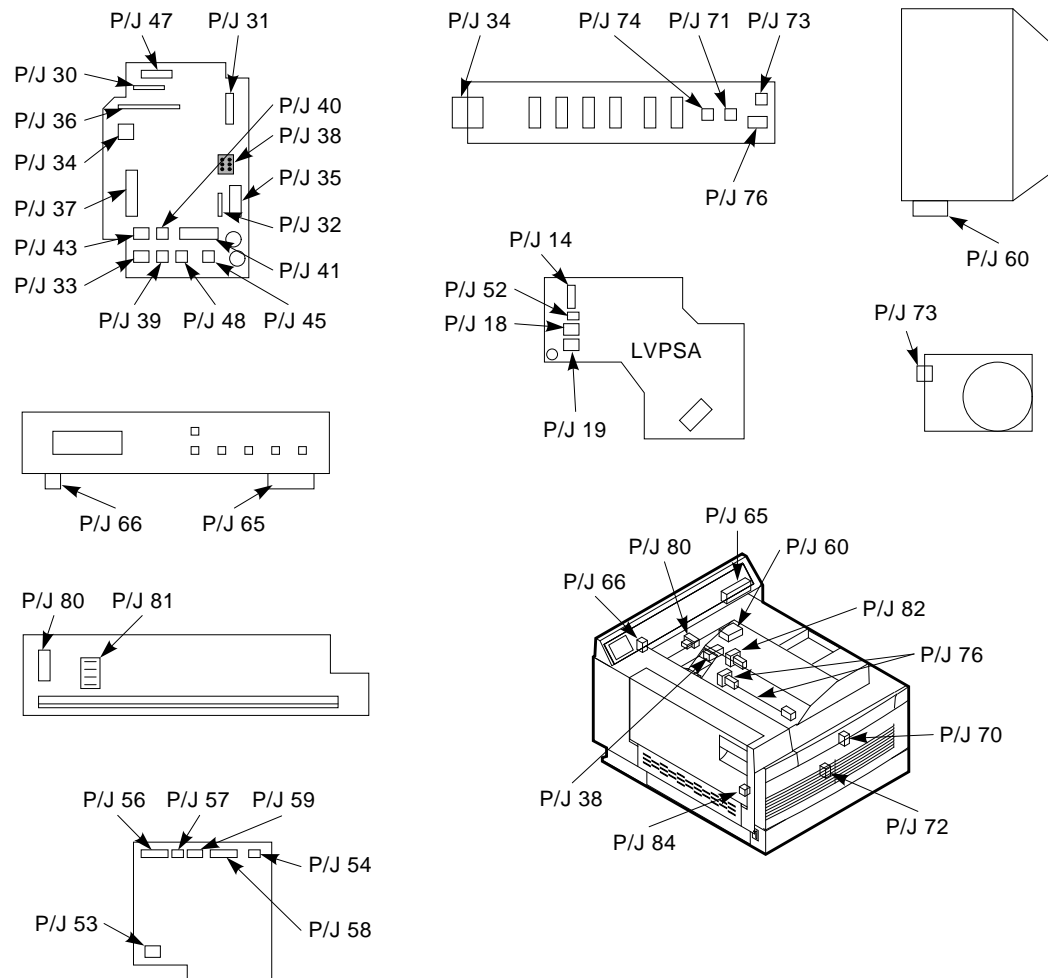 P/J 47
P/J 31
P/J 30
P/J 36
P/J 40
P/J 38
P/J 34
P/J 35
P/J 37
P/J 32
P/J 43
P/J 41
P/J 33
P/J 39
P/J 48
P/J 45
P/J 34
P/J 74
P/J 71
P/J 73
P/J 76
P/J 60
P/J 14
P/J 52
P/J 18
LVPSA
P/J 19
P/J 73
P/J 66
P/J 65
P/J 80
P/J 81
P/J 65
P/J 80
P/J 60
P/J 66
P/J 82
P/J 76
P/J 70
P/J 38
P/J 72
P/J 84
P/J 56
P/J 57
P/J 59
P/J 54
P/J 58
P/J 53